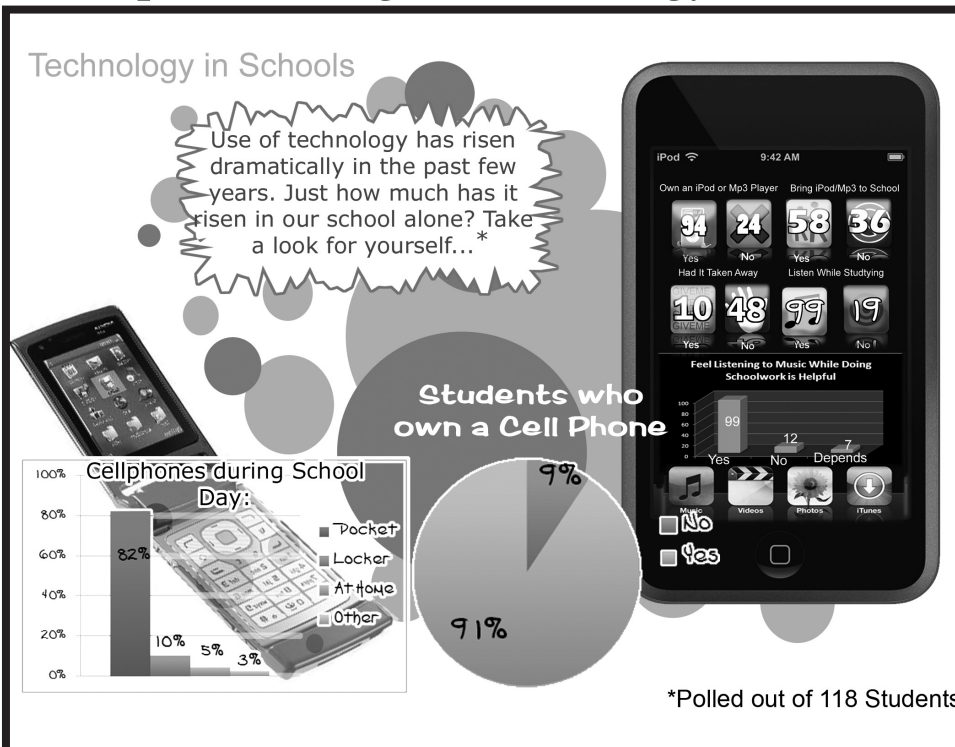 Technology in Schools
Use of technology has risen
dramatically in the past few
years. Just how much has it
risen in our school alone? Take
a look for yourself...*
iPod
9:42 AM
Own an iPod or Mp3 Player
Bring iPod/Mp3 to School
94
24
58
36
Yes
No
Yes
No
Had It Taken Away
Listen While Studtying
10
48
99
19
Yes
No
Yes
No
Feel Listening to Music While Doing
Schoolwork is Helpful
100
80
60
40
20
0
99
12
7
Yes
No
Depends
Music
Videos
Photos
iTunes
No
Yes
Students who
own a Cell Phone
9%
91%
Cellphones during School
Day:
100%
80%
60%
40%
20%
0%
82%
10%
5%
3%
Pocket
Locker
At Home
Other
*Polled out of 118 Students